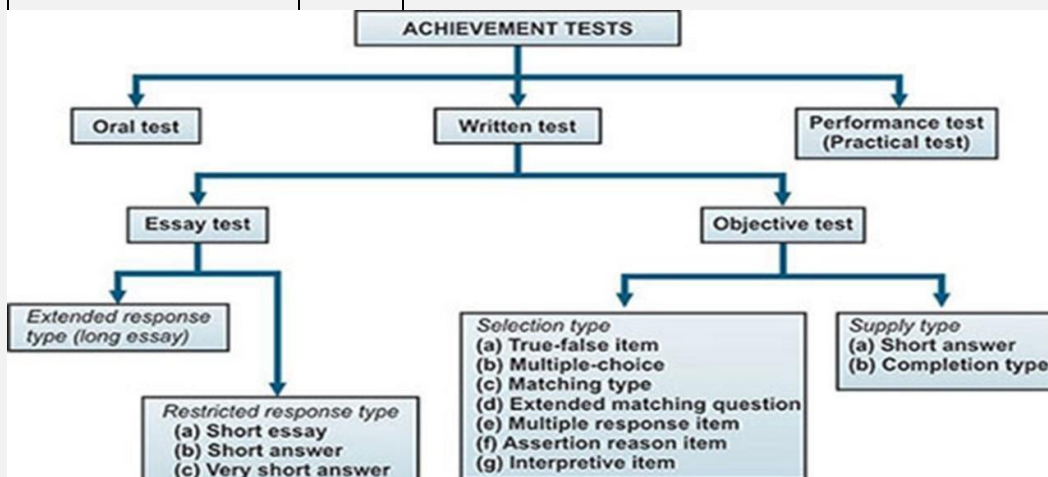 ACHIEVEMENT TESTS
Oral test
Written test
Performance test
(Practical test)
Essay test
Objective test
Extended response
type (long essay)
Restricted response type
(a) Short essay
(b) Short answer
(c) Very short answer
Selection type
(a) True-false item
(b) Multiple-choice
(c) Matching type
(d) Extended matching question
(e) Multiple response item
(f) Assertion reason item
(g) Interpretive item
Supply type
(a) Short answer
(b) Completion type